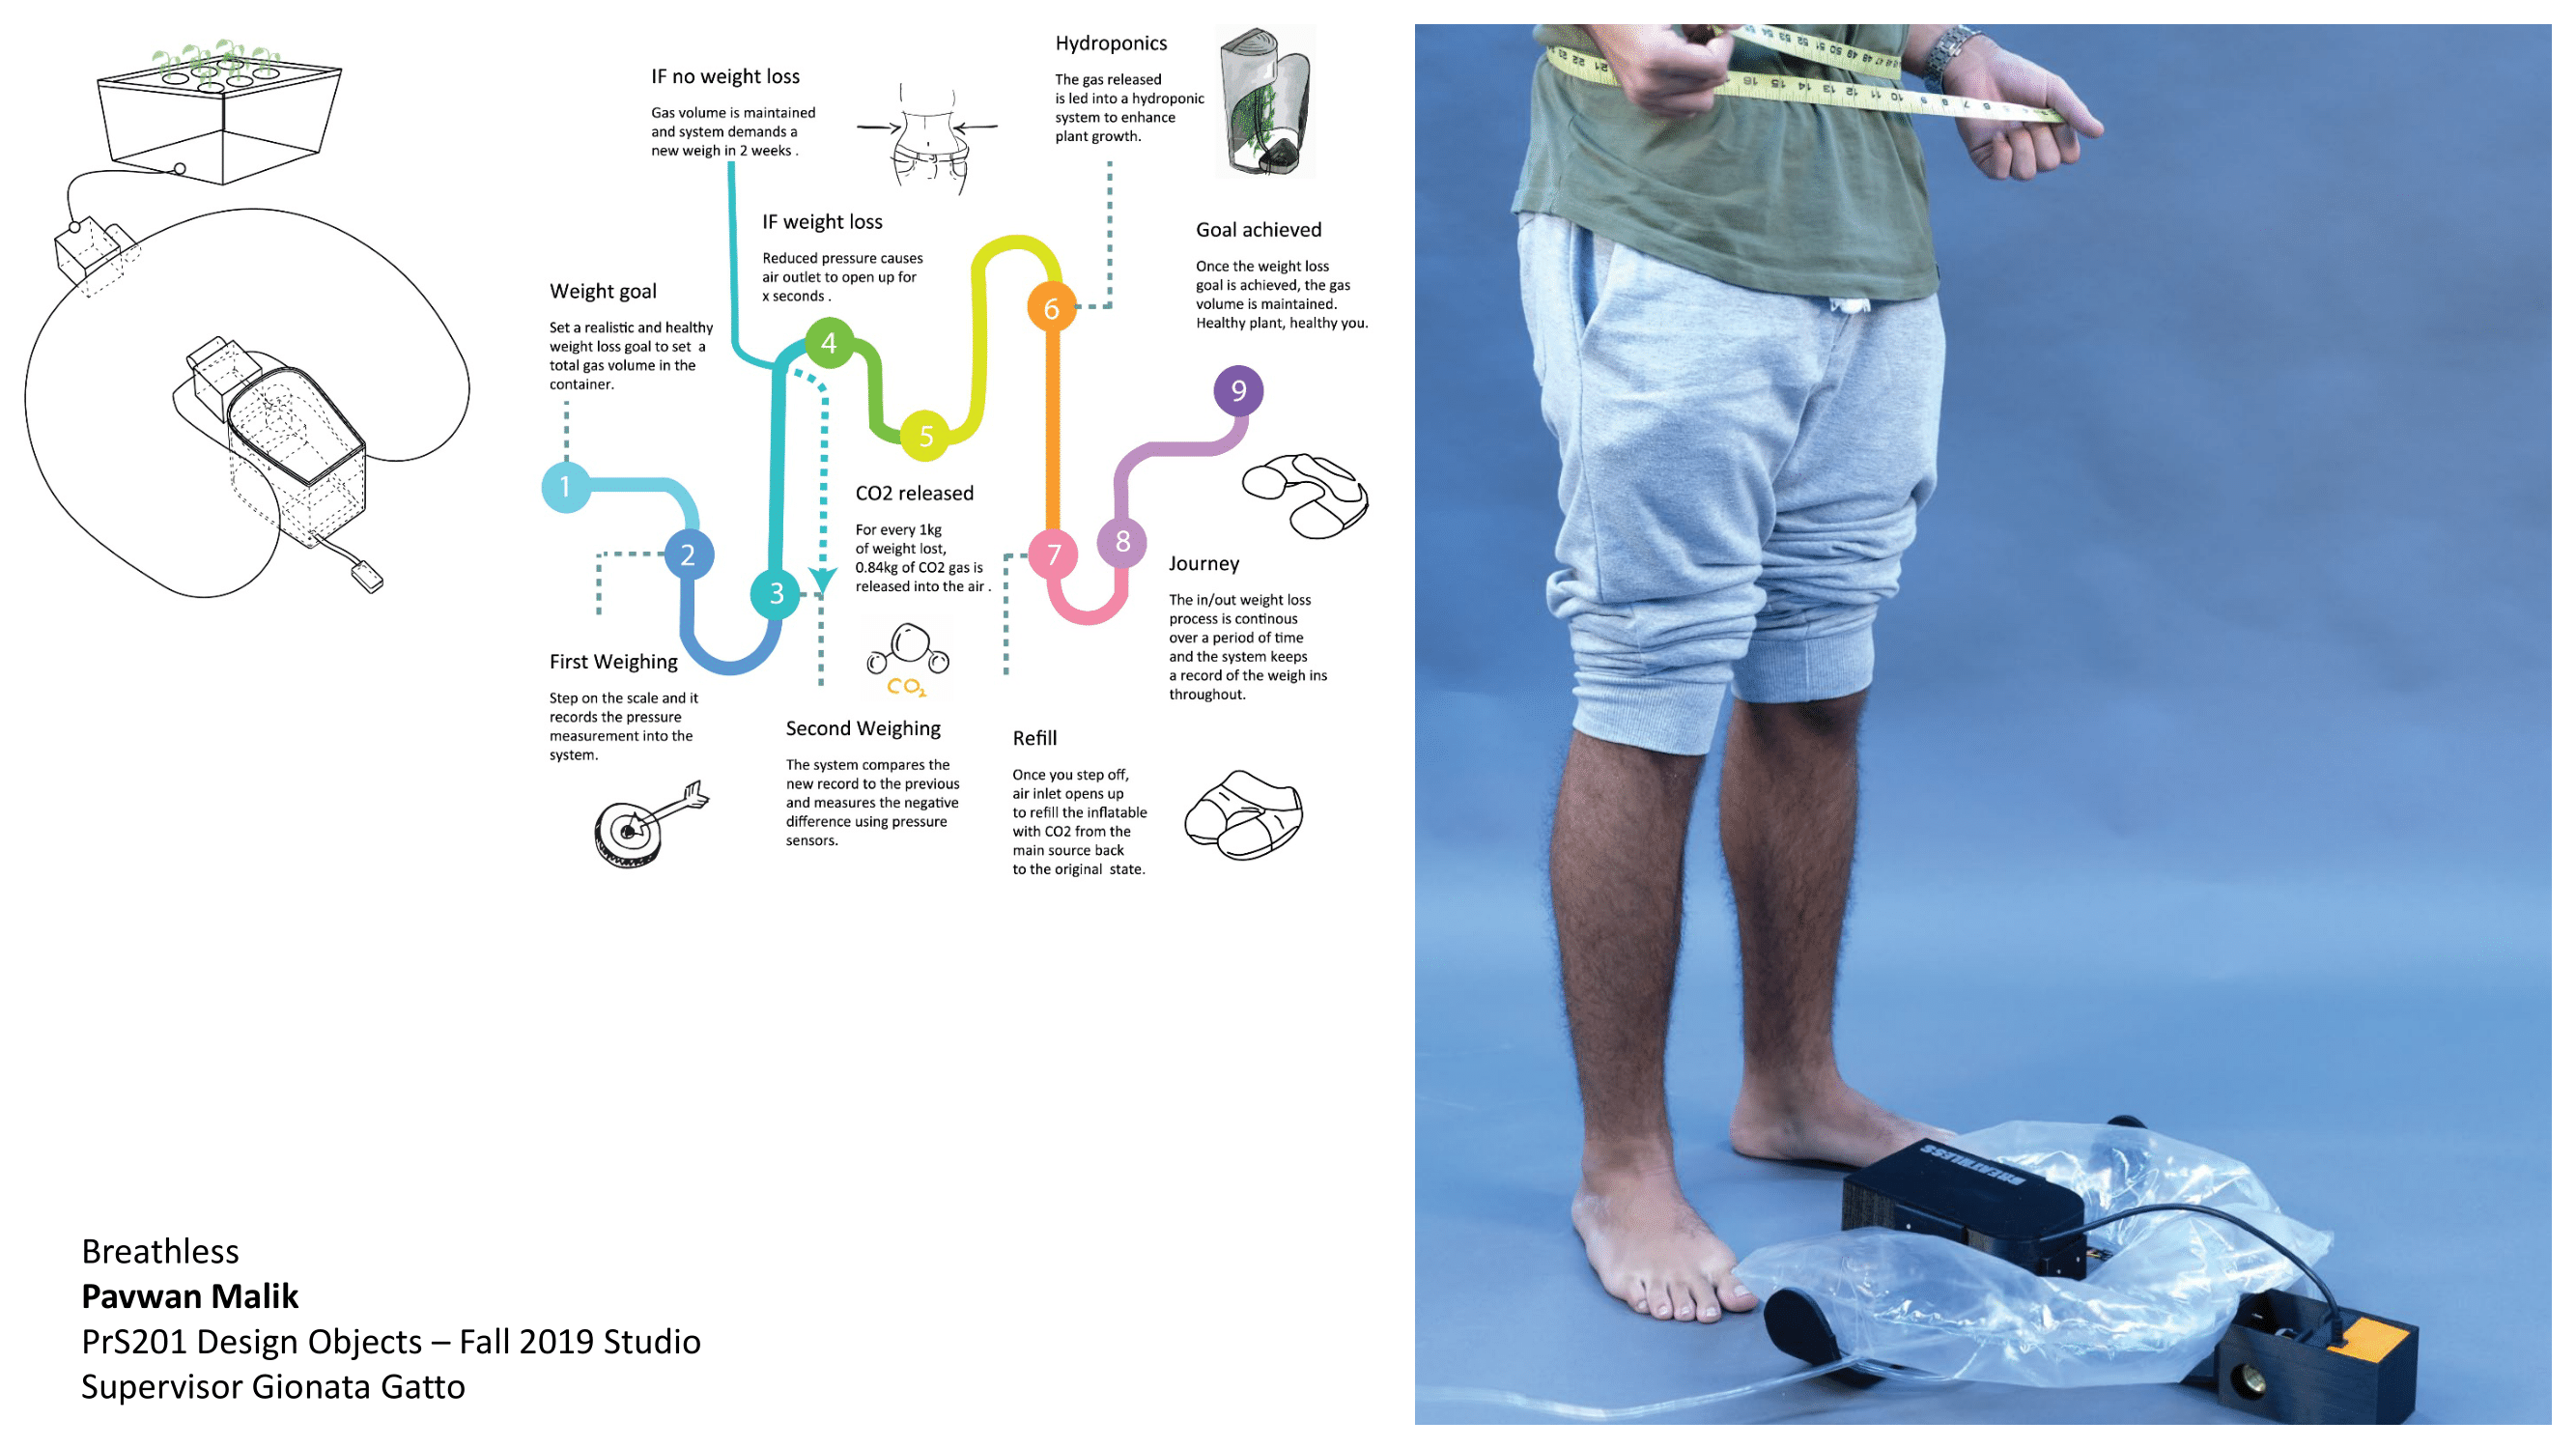 Weight goal
Set a realistic and healthy
weight loss goal to set a
total gas volume in the
container.
1
2
First Weighing
Step on the scale and it
records the pressure
measurement into the
system.
3
Second Weighing
The system compares the
new record to the previous
and measures the negative
difference using pressure
sensors.
IF no weight loss
Gas volume is maintained
and system demands a
new weigh in 2 weeks .
IF weight loss
Reduced pressure causes
air outlet to open up for
x seconds .
4
5
CO2 released
For every 1kg
of weight lost,
0.84kg of CO2 gas is
released into the air .
CO2
Hydroponics
The gas released
is led into a hydroponic
system to enhance
plant growth.
6
7
Refill
Once you step off,
air inlet opens up
to refill the inflatable
with CO2 from the
main source back
to the original state.
8
Journey
The in/out weight loss
process is continous
over a period of time
and the system keeps
a record of the weigh ins
throughout.
9
Goal achieved
Once the weight loss
goal is achieved, the gas
volume is maintained.
Healthy plant, healthy you.
BREATHLESS
Breathless
Pavwan Malik
PrS201 Design Objects – Fall 2019 Studio
Supervisor Gionata Gatto